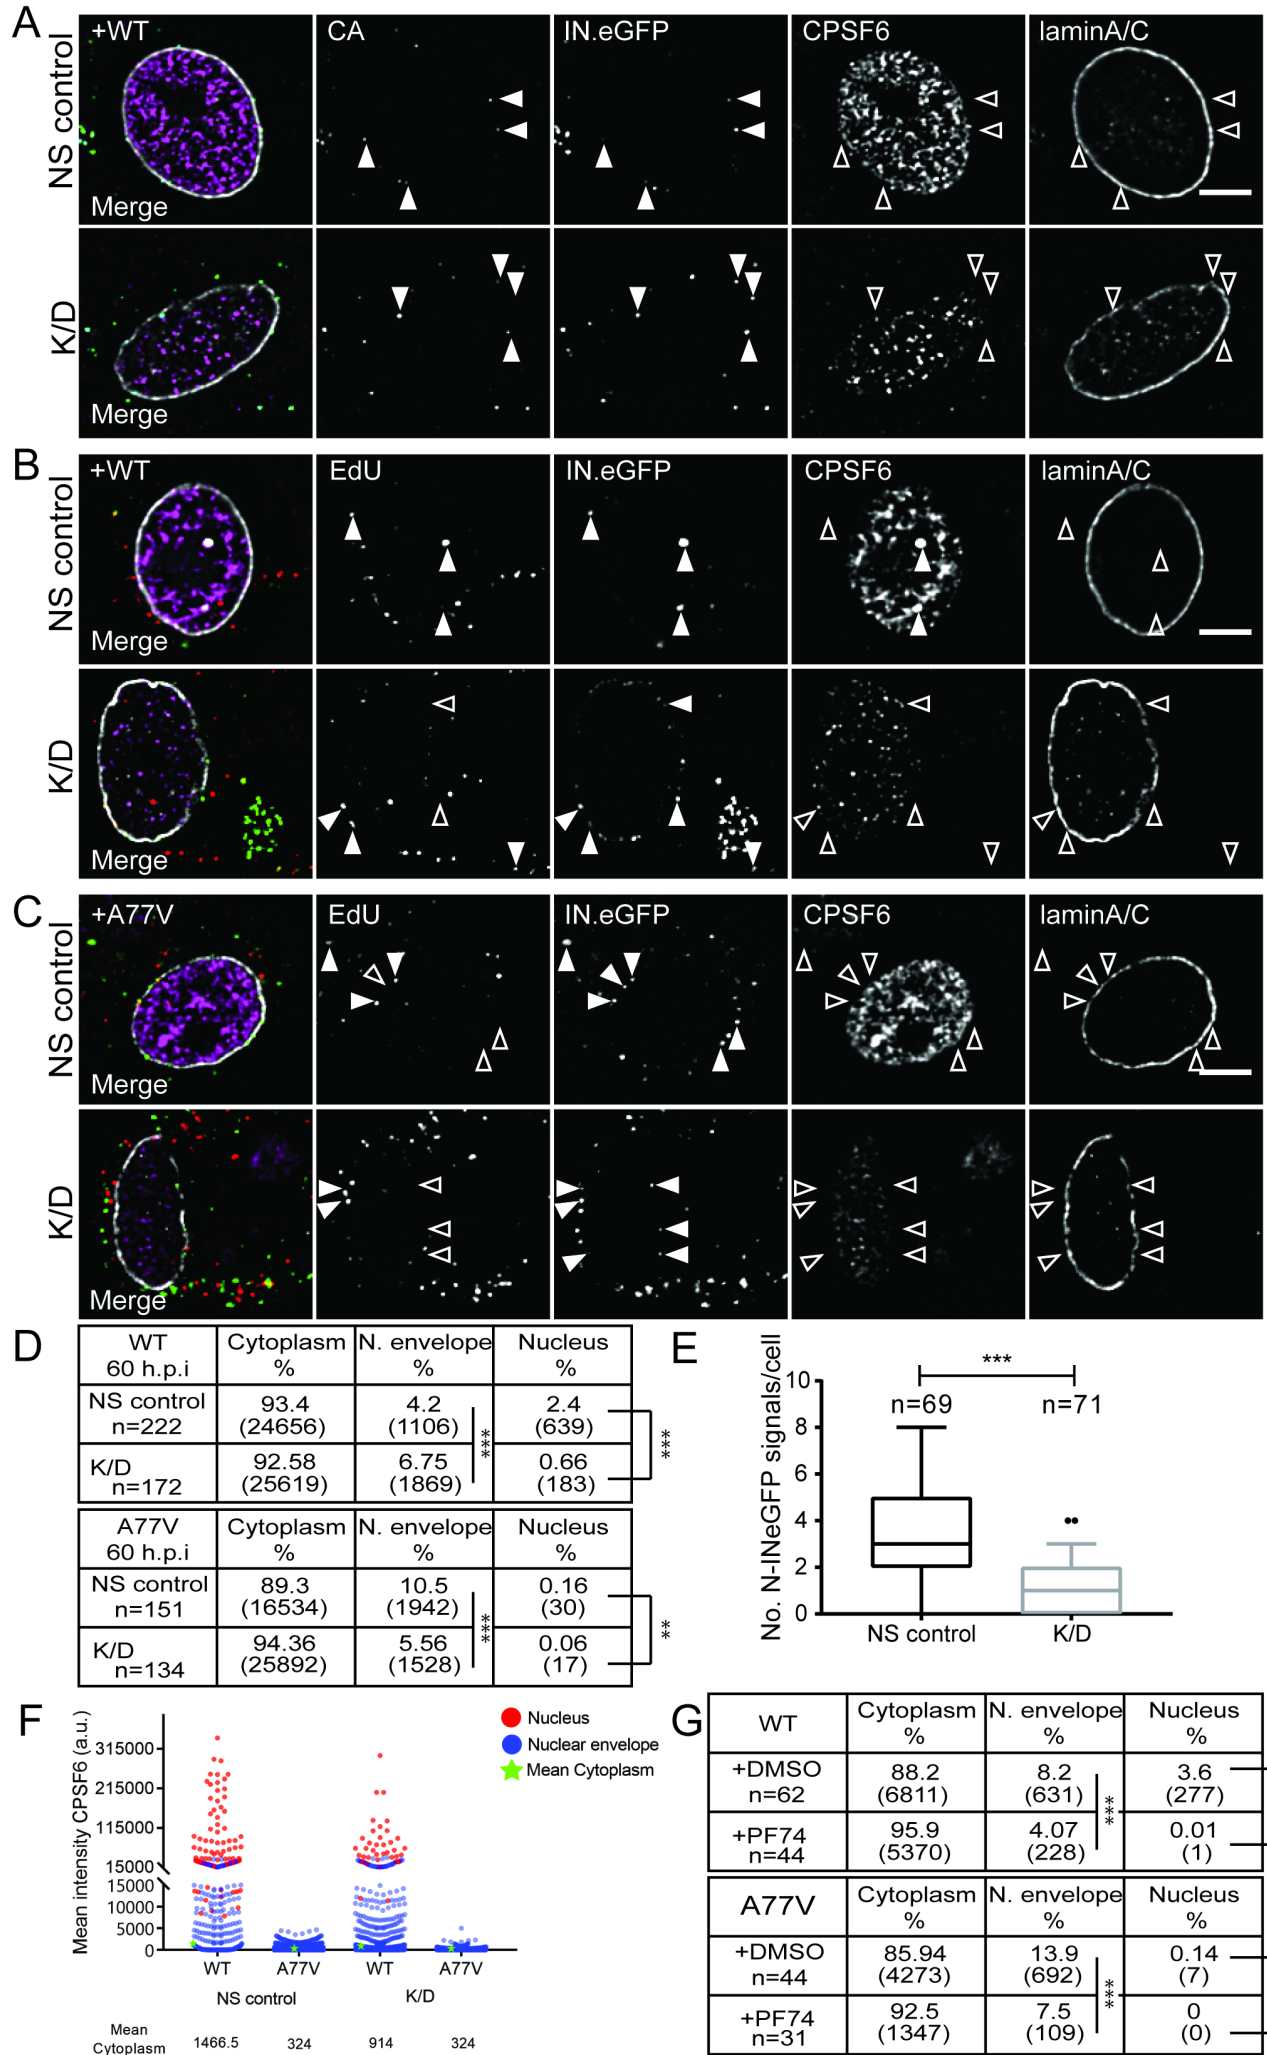 A
NS control
+WT
CA
IN.eGFP
CPSF6
laminA/C
Merge
K/D
Merge
B
NS control
+WT
EdU
IN.eGFP
CPSF6
laminA/C
Merge
K/D
Merge
C
NS control
+A77V
EdU
IN.eGFP
CPSF6
laminA/C
Merge
K/D
Merge
D
WT
60 h.p.i
Cytoplasm
%
N. envelope
%
Nucleus
%
NS control
n=222
93.4
(24656)
4.2
(1106)
2.4
(639)
K/D
n=172
92.58
(25619)
6.75
(1869)
0.66
(183)
***
***
A77V
60 h.p.i
Cytoplasm
%
N. envelope
%
Nucleus
%
NS control
n=151
89.3
(16534)
10.5
(1942)
0.16
(30)
K/D
n=134
94.36
(25892)
5.56
(1528)
0.06
(17)
***
**
E
No. N-INeGFP signals/cell
10
8
6
4
2
0
***
n=69
n=71
NS control
K/D
F
Mean intensity CPSF6 (a.u.)
315000
215000
115000
15000
15000
10000
5000
0
Nucleus
Nuclear envelope
Mean Cytoplasm
WT
A77V
WT
A77V
NS control
K/D
Mean
Cytoplasm
1466.5
324
914
324
G
WT
Cytoplasm
%
N. envelope
%
Nucleus
%
+DMSO
n=62
88.2
(6811)
8.2
(631)
3.6
(277)
+PF74
n=44
95.9
(5370)
4.07
(228)
0.01
(1)
***
A77V
Cytoplasm
%
N. envelope
%
Nucleus
%
+DMSO
n=44
85.94
(4273)
13.9
(692)
0.14
(7)
+PF74
n=31
92.5
(1347)
7.5
(109)
0
(0)
***